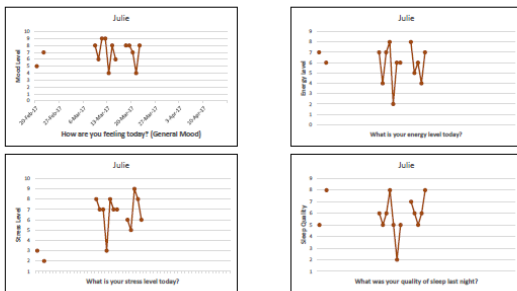 Julie
Mood Level
10
9
8
7
6
5
4
3
2
1
0
20-Feb-17
27-Feb-17
6-Mar-17
13-Mar-17
20-Mar-17
27-Mar-17
3-Apr-17
10-Apr-17
How are you feeling today? (General Mood)
Julie
Energy level
9
8
7
6
5
4
3
2
1
0
What is your energy level today?
Julie
Stress Level
10
9
8
7
6
5
4
3
2
1
What is your stress level today?
Julie
Sleep Quality
9
8
7
6
5
4
3
2
1
What was your quality of sleep last night?